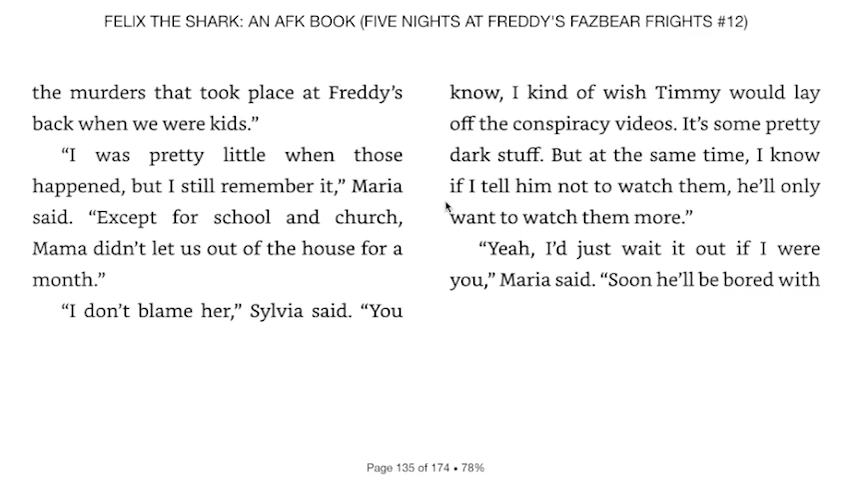 FELIX THE SHARK: AN AFK BOOK (FIVE NIGHTS AT FREDDY'S FAZBEAR FRIGHTS #12)
the murders that took place at Freddy’s
back when we were kids.”
“I was pretty little when those
happened, but I still remember it,” Maria
said. “Except for school and church,
Mama didn’t let us out of the house for a
month.”
“I don’t blame her,” Sylvia said. “You
know, I kind of wish Timmy would lay
off the conspiracy videos. It’s some pretty
dark stuff. But at the same time, I know
if I tell him not to watch them, he’ll only
want to watch them more.”
“Yeah, I’d just wait it out if I were
you,” Maria said. “Soon he’ll be bored with
Page 135 of 174 • 78%